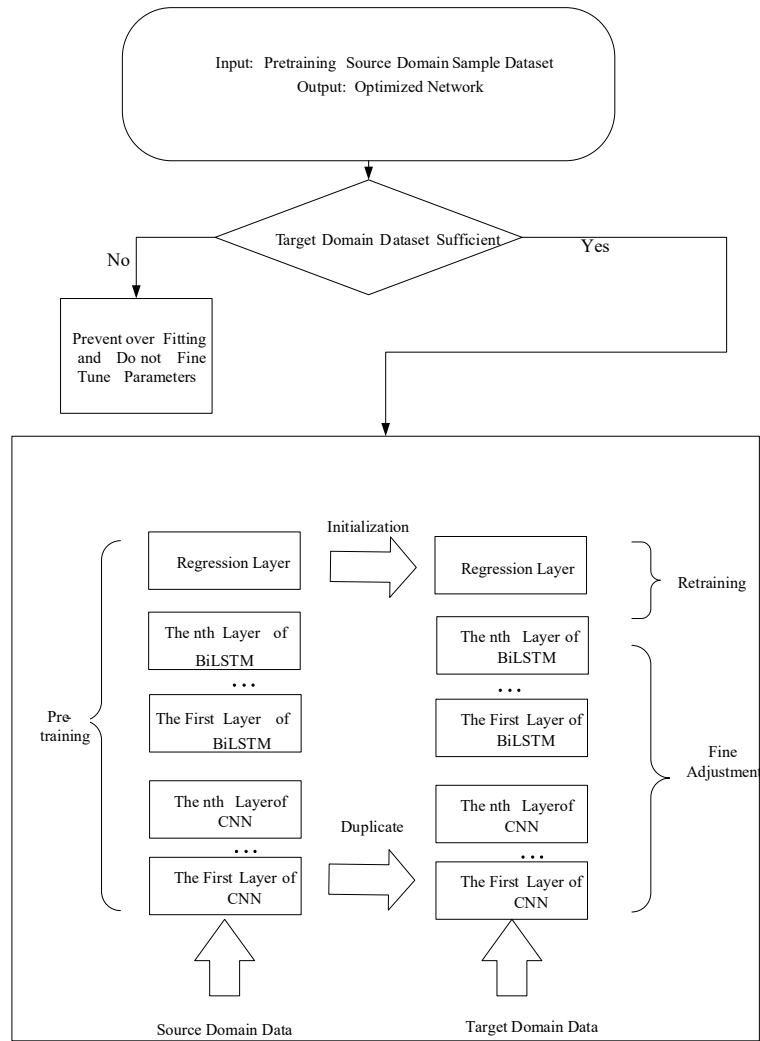 Input: Pretraining Source Domain Sample Dataset
Output: Optimized Network
Target Domain Dataset Sufficient
No
Yes
Prevent over Fitting
and Do not Fine
Tune Parameters
Initialization
Regression Layer
Regression Layer
Retraining
The nth Layer of
BiLSTM
The nth Layer of
BiLSTM
...
...
Pre-
training
The First Layer of
BiLSTM
The First Layer of
BiLSTM
Fine
Adjustment
The nth Layerof
CNN
The nth Layerof
CNN
Duplicate
...
...
The First Layer of
CNN
The First Layer of
CNN
Source Domain Data
Target Domain Data